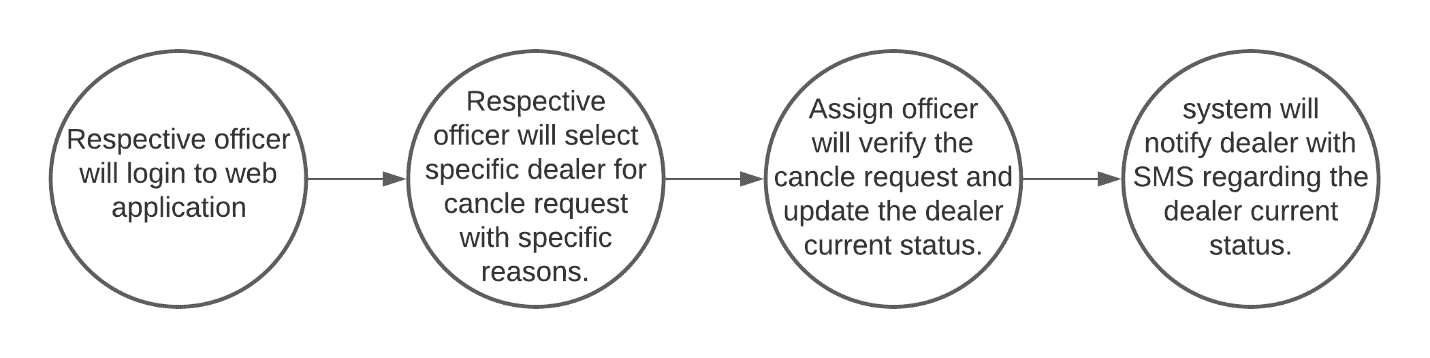 Respective officer
will login to web
application
Respective
officer will select
specific dealer for
cancle request
with specific
reasons.
Assign officer
will verify the
cancle request and
update the dealer
current status.
system will
notify dealer with
SMS regarding the
dealer current
status.